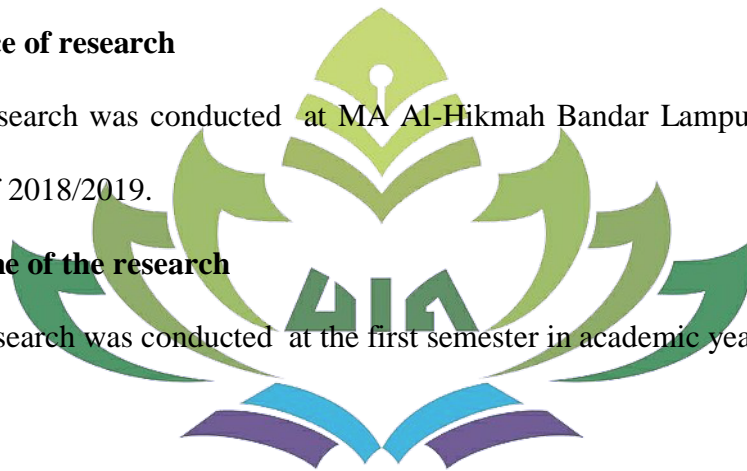 ce of research
search was conducted at MA Al-Hikmah Bandar Lampu
f 2018/2019.
UIN
ne of the research
search was conducted at the first semester in academic yea